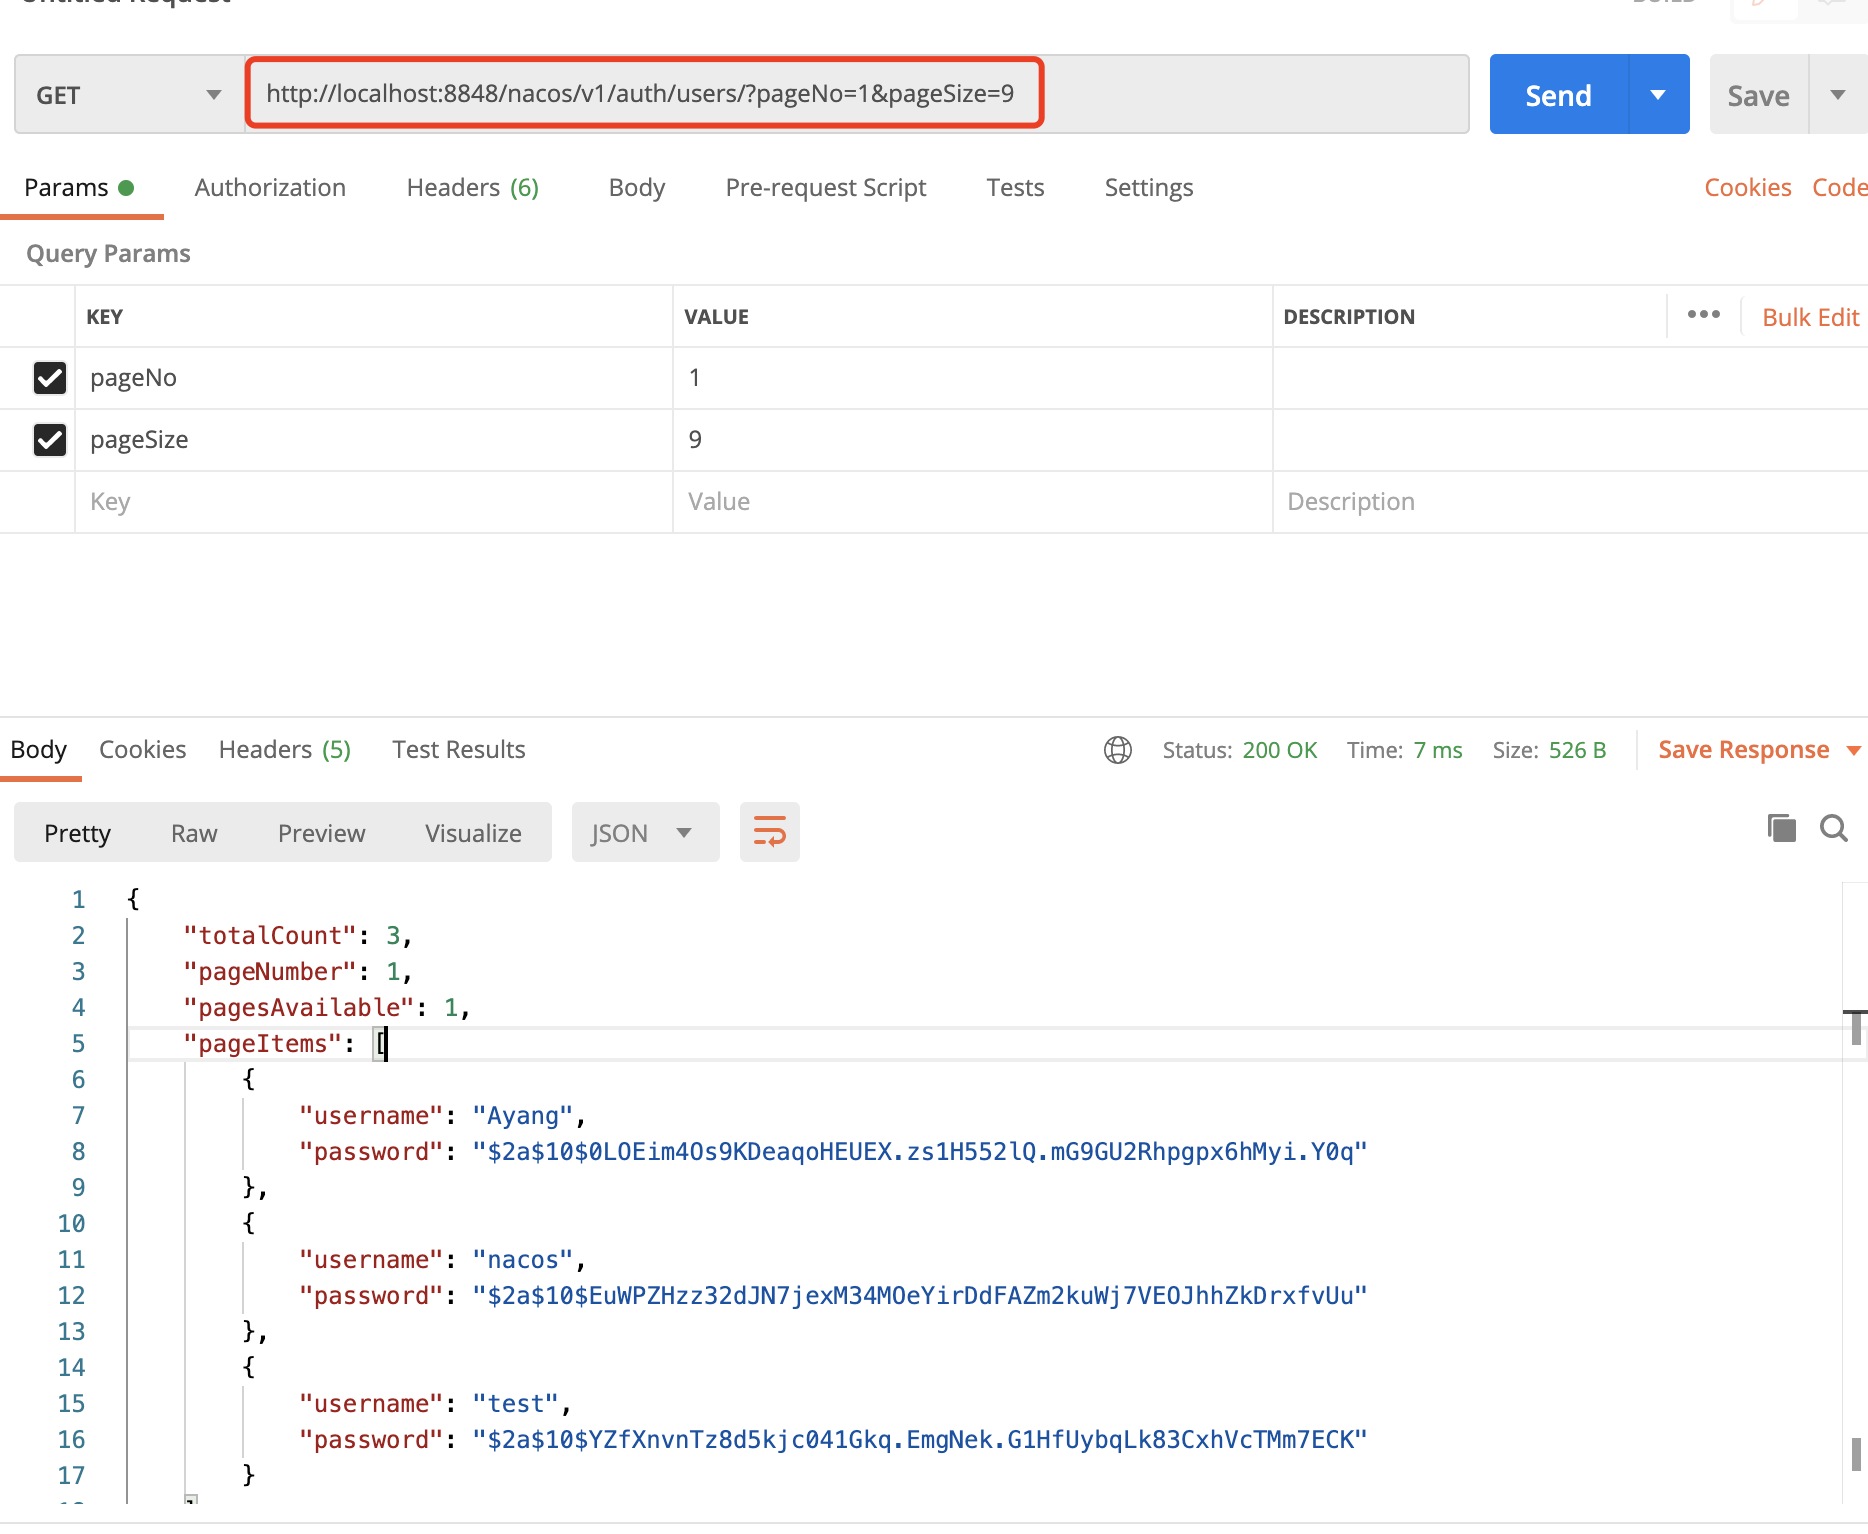 Untitled Request
BUILD
GET
http://localhost:8848/nacos/v1/auth/users/?pageNo=1&pageSize=9
Send
Save
Params
Authorization
Headers (6)
Body
Pre-request Script
Tests
Settings
Cookies
Code
Query Params
KEY
VALUE
DESCRIPTION
Bulk Edit
pageNo
1
pageSize
9
Key
Value
Description
Body
Cookies
Headers (5)
Test Results
Status: 200 OK
Time: 7 ms
Size: 526 B
Save Response
Pretty
Raw
Preview
Visualize
JSON
1 {
2 "totalCount": 3,
3 "pageNumber": 1,
4 "pagesAvailable": 1,
5 "pageItems": [
6 {
7 "username": "Ayang",
8 "password": "$2a$10$0LOEim4Os9KDeaqoHEUEX.zs1H552lQ.mG9GU2Rhpgpx6hMyi.Y0q"
9 },
10 {
11 "username": "nacos",
12 "password": "$2a$10$EuWPZHzz32dJN7jexM34MOeYirDdFAZm2kuWj7VEOJhhZkDrxfvUu"
13 },
14 {
15 "username": "test",
16 "password": "$2a$10$YZfXnvnTz8d5kjc041Gkq.EmgNek.G1HfUybqLk83CxhVcTMm7ECK"
17 }